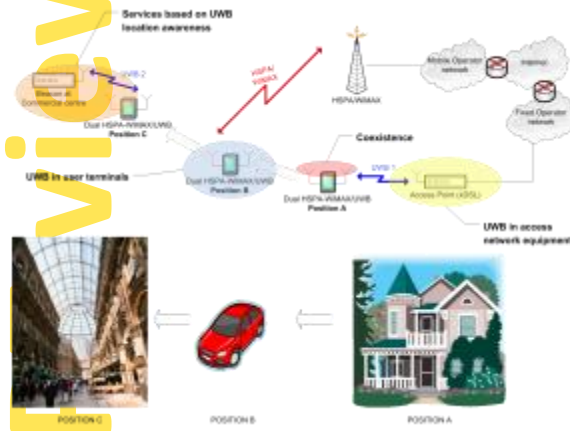 Services based on UWB
location awareness
UWB-2
Beacon at
Commercial centre
Dual HSPA-WiMAX/UWB
Position C
HSPA/
WiMAX
HSPA/WiMAX
Mobile Operator
network
Internet
Fixed Operator
network
Coexistence
UWB in user terminals
Dual HSPA-WiMAX/UWB
Position B
Dual HSPA-WiMAX/UWB
Position A
UWB-1
Access Point (xDSL)
UWB in access
network equipment
POSITION C
POSITION B
POSITION A